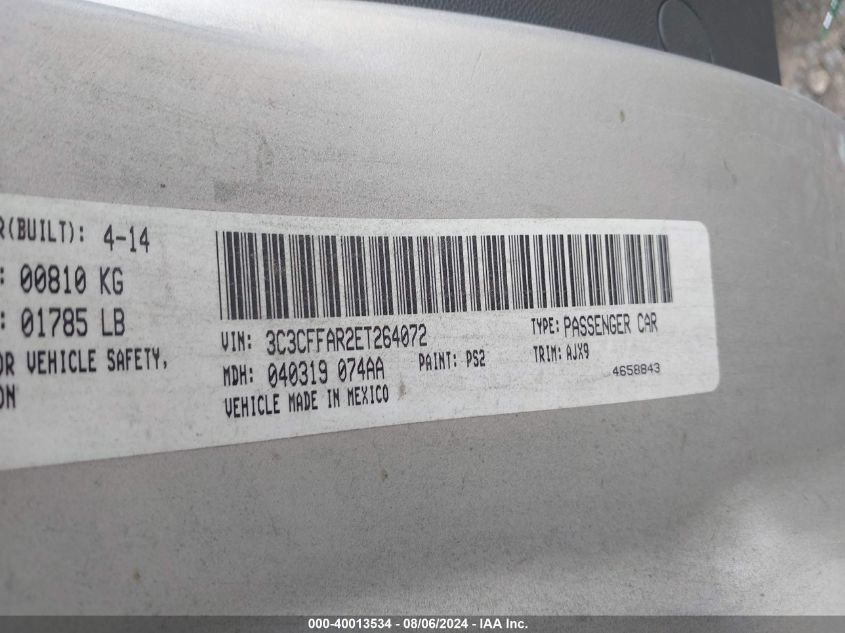 R(BUILT): 4-14
: 00810 KG
: 01785 LB
OR VEHICLE SAFETY,
ON
VIN: 3C3CFFAR2ET264072
TYPE: PASSENGER CAR
MDH: 040319 074AA
PAINT: PS2
TRIM: AJX9
VEHICLE MADE IN MEXICO
4658843
000-40013534 - 08/06/2024 - IAA Inc.